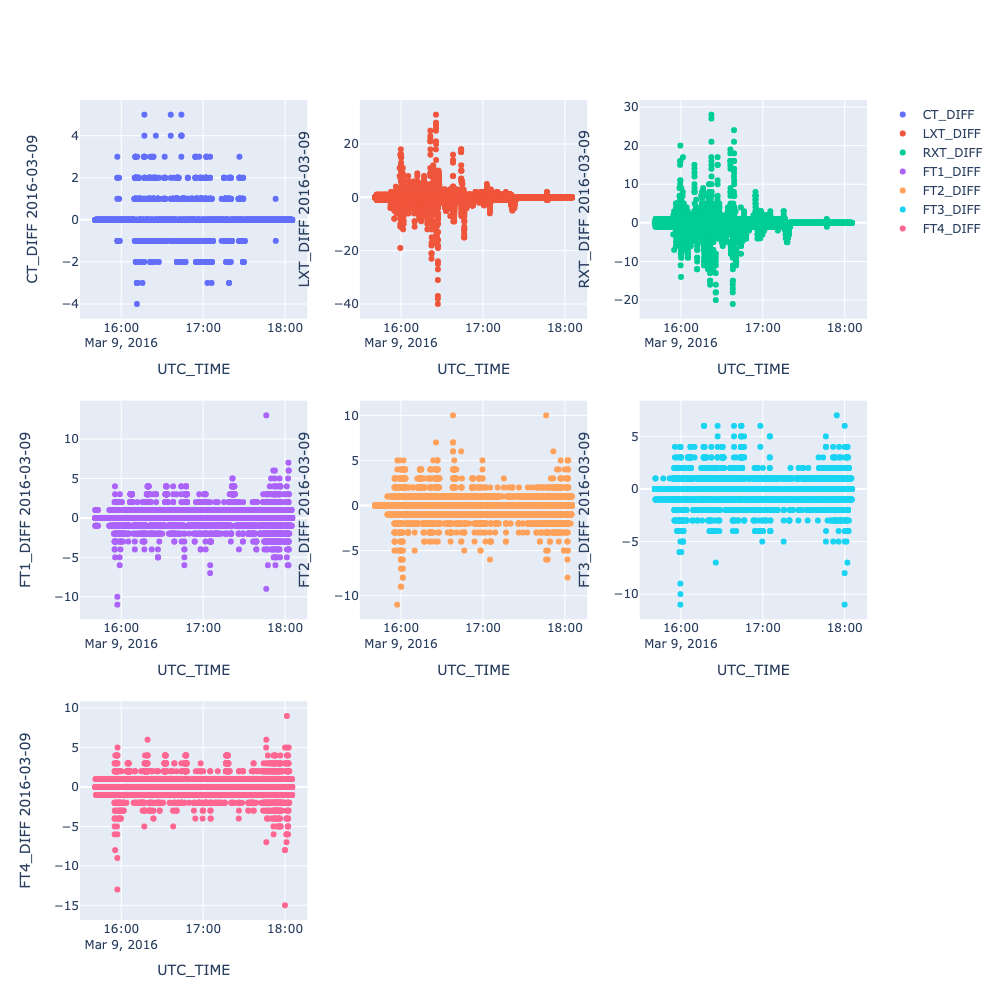 CT_DIFF 2016-03-09
4
2
0
−2
−4
16:00 17:00 18:00
Mar 9, 2016
UTC_TIME
LXT_DIFF 2016-03-09
20
0
−20
−40
16:00 17:00 18:00
Mar 9, 2016
UTC_TIME
RXT_DIFF 2016-03-09
30
20
10
0
−10
−20
16:00 17:00 18:00
Mar 9, 2016
UTC_TIME
CT_DIFF
LXT_DIFF
RXT_DIFF
FT1_DIFF
FT2_DIFF
FT3_DIFF
FT4_DIFF
FT1_DIFF 2016-03-09
10
5
0
−5
−10
16:00 17:00 18:00
Mar 9, 2016
UTC_TIME
FT2_DIFF 2016-03-09
10
5
0
−5
−10
16:00 17:00 18:00
Mar 9, 2016
UTC_TIME
FT3_DIFF 2016-03-09
5
0
−5
−10
16:00 17:00 18:00
Mar 9, 2016
UTC_TIME
FT4_DIFF 2016-03-09
10
5
0
−5
−10
−15
16:00 17:00 18:00
Mar 9, 2016
UTC_TIME